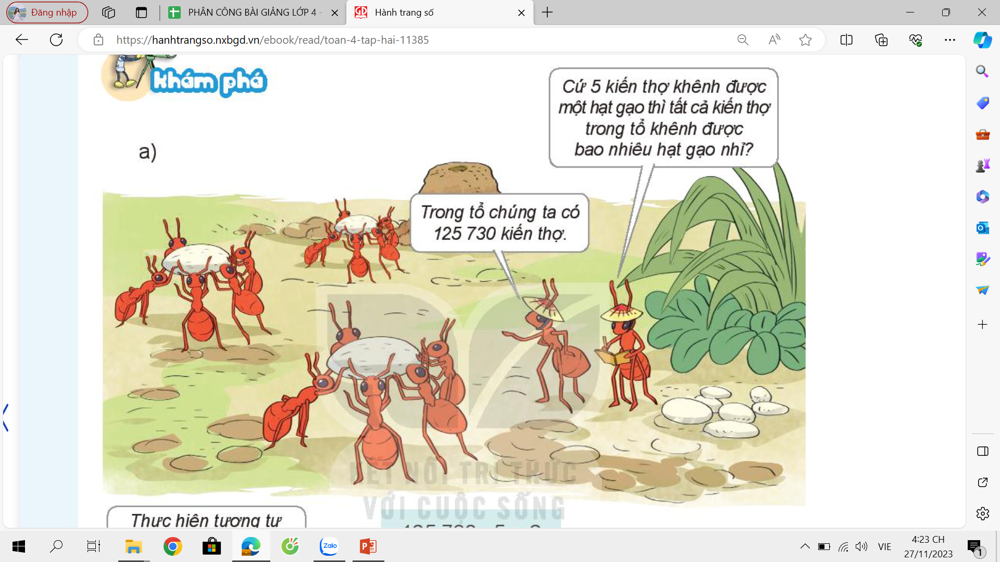 Đăng nhập
PHÂN CÔNG BÀI GIẢNG LỚP 4 -
Hành trang số
https://hanhtrangso.nxbgd.vn/ebook/read/toan-4-tap-hai-11385
Khám phá
Cứ 5 kiến thợ khênh được
một hạt gạo thì tất cả kiến thợ
trong tổ khênh được
bao nhiêu hạt gạo nhỉ?
a)
Trong tổ chúng ta có
125 730 kiến thợ.
KẾT NỐI TRI THỨC
VỚI CUỘC SỐNG
Thực hiện tương tự
Zalo
VIE
4:23 CH
27/11/2023
1